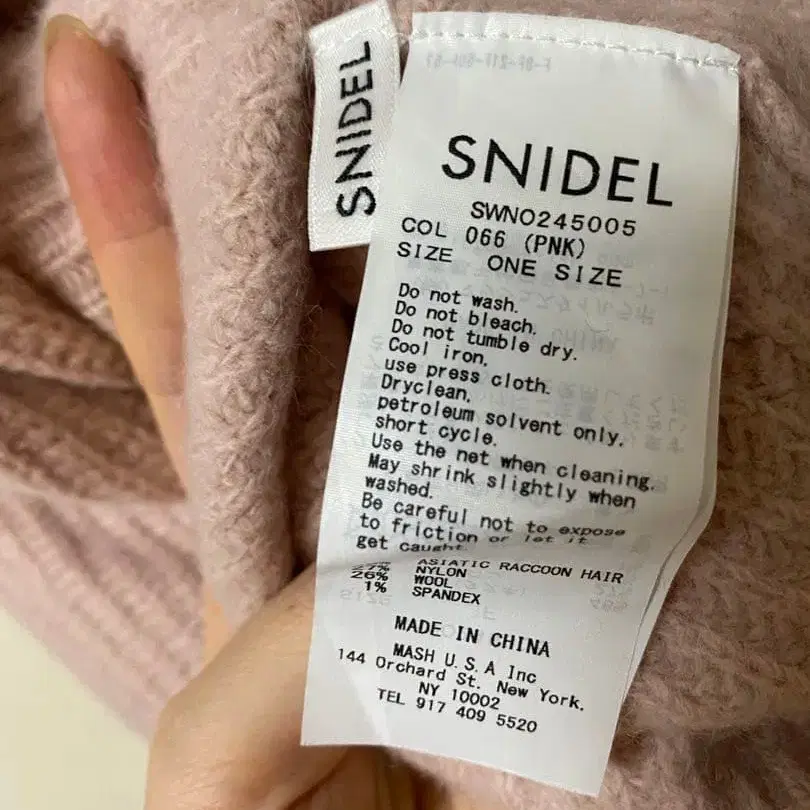 SNIDEL
SNIDEL
SWNO245005
COL 066 (PNK)
SIZE ONE SIZE
Do not wash.
Do not bleach.
Do not tumble dry.
Cool iron,
use press cloth.
Dryclean,
petroleum solvent only,
short cycle.
Use the net when cleaning.
May shrink slightly when
washed.
Be careful not to expose
to friction or let it
get caught.
ASIATIC RACCOON HAIR
27% NYLON
26% WOOL
1% SPANDEX
MADE IN CHINA
MASH U.S.A Inc
144 Orchard St. New York.
NY 10002
TEL 917 409 5520